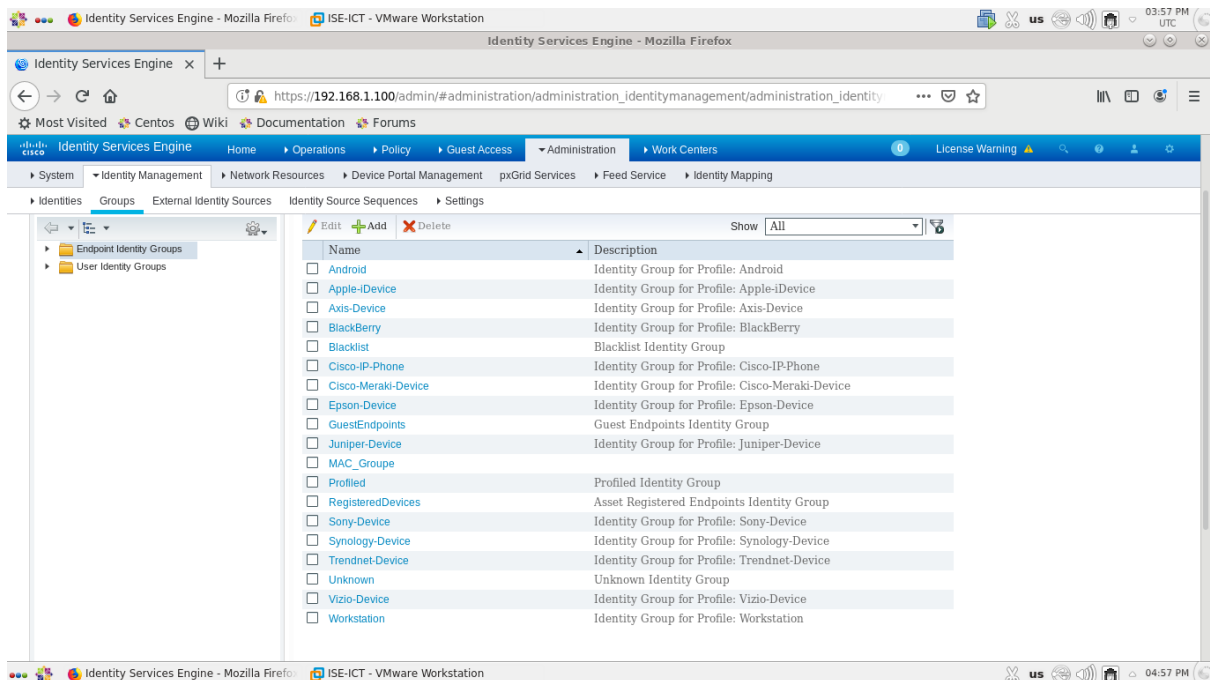 Identity Services Engine - Mozilla Firefo ISE-ICT - VMware Workstation us 03:57 PM UTC
Identity Services Engine - Mozilla Firefox
Identity Services Engine × +
https://192.168.1.100/admin/#administration/administration_identitymanagement/administration_identity
Most Visited Centos Wiki Documentation Forums
cisco Identity Services Engine Home Operations Policy Guest Access Administration Work Centers 0 License Warning
System Identity Management Network Resources Device Portal Management pxGrid Services Feed Service Identity Mapping
Identities Groups External Identity Sources Identity Source Sequences Settings
Endpoint Identity Groups
User Identity Groups
Edit Add Delete Show All
Name Description
Android Identity Group for Profile: Android
Apple-iDevice Identity Group for Profile: Apple-iDevice
Axis-Device Identity Group for Profile: Axis-Device
BlackBerry Identity Group for Profile: BlackBerry
Blacklist Blacklist Identity Group
Cisco-IP-Phone Identity Group for Profile: Cisco-IP-Phone
Cisco-Meraki-Device Identity Group for Profile: Cisco-Meraki-Device
Epson-Device Identity Group for Profile: Epson-Device
GuestEndpoints Guest Endpoints Identity Group
Juniper-Device Identity Group for Profile: Juniper-Device
MAC_Groupe
Profiled Profiled Identity Group
RegisteredDevices Asset Registered Endpoints Identity Group
Sony-Device Identity Group for Profile: Sony-Device
Synology-Device Identity Group for Profile: Synology-Device
Trendnet-Device Identity Group for Profile: Trendnet-Device
Unknown Unknown Identity Group
Vizio-Device Identity Group for Profile: Vizio-Device
Workstation Identity Group for Profile: Workstation
Identity Services Engine - Mozilla Firefo ISE-ICT - VMware Workstation us 04:57 PM